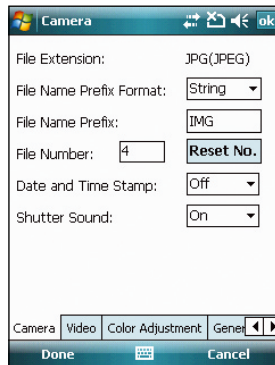 Camera ok
File Extension: JPG(JPEG)
File Name Prefix Format: String
File Name Prefix: IMG
File Number: 4 Reset No.
Date and Time Stamp: Off
Shutter Sound: On
Camera Video Color Adjustment Gener
Done Cancel